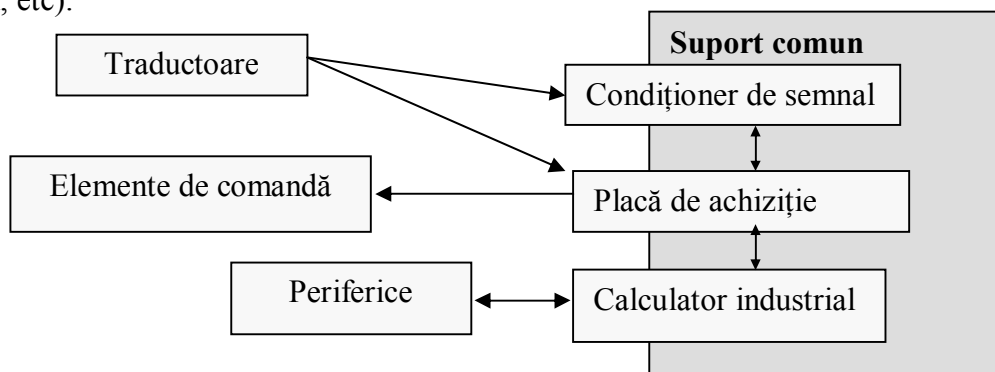 , etc).
Suport comun
Traductoare
Condiționer de semnal
Elemente de comandă
Placă de achiziție
Periferice
Calculator industrial